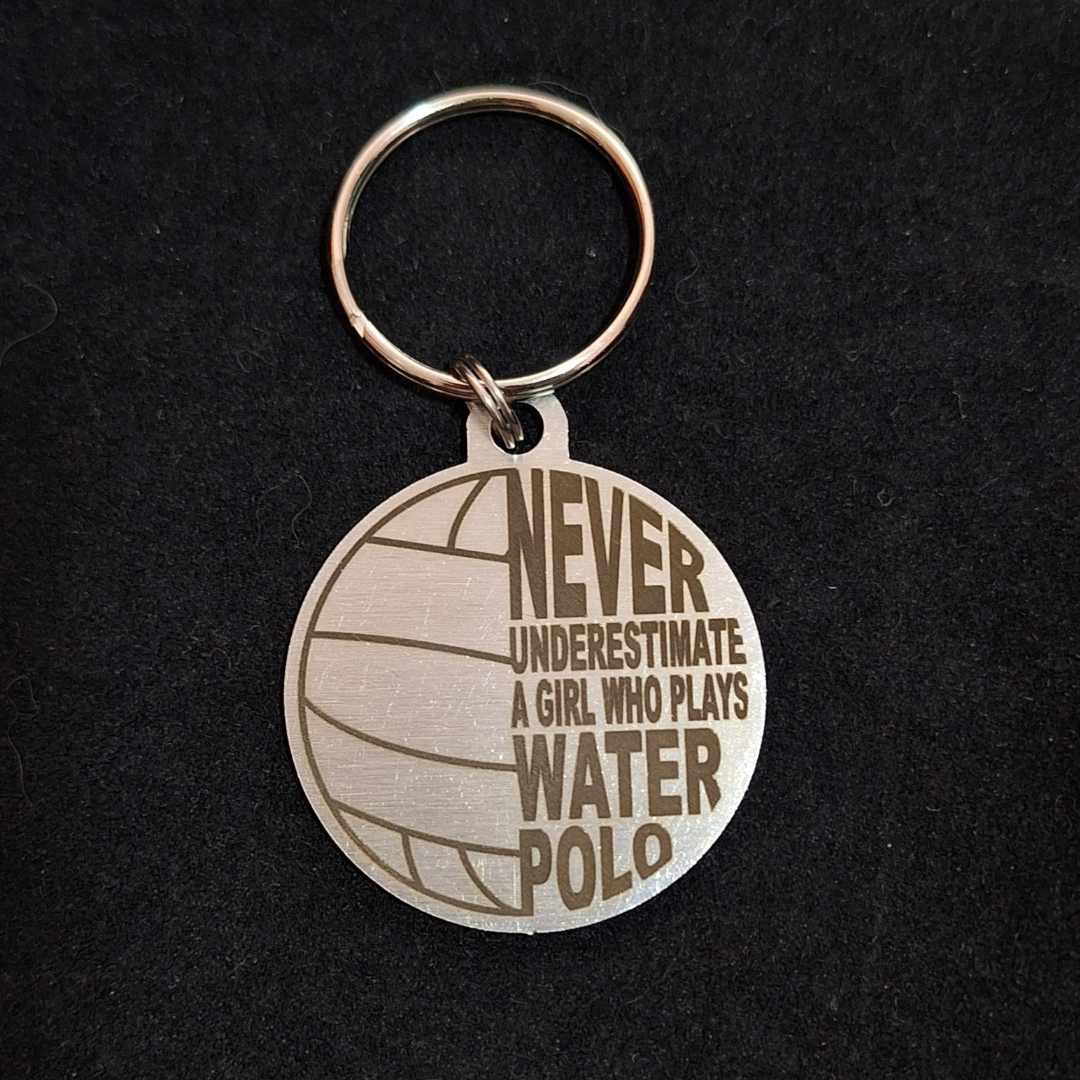 NEVER
UNDERESTIMATE
A GIRL WHO PLAYS
WATER
POLO